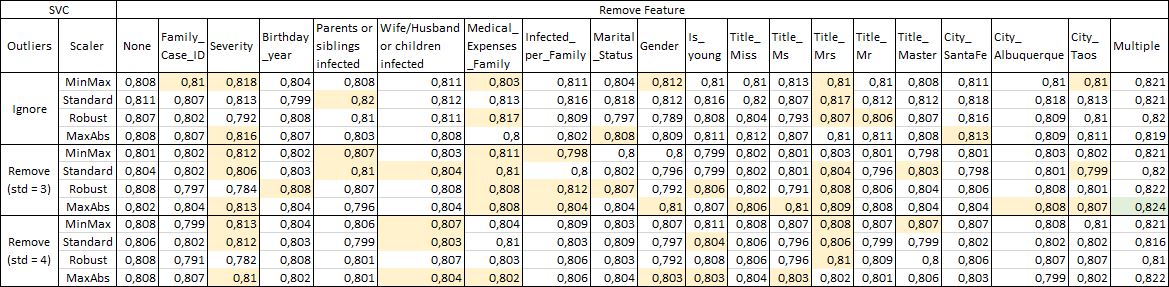 SVC Remove Feature
Outliers Scaler None Family_Case_ID Severity Birthday_year Parents or siblings infected Wife/Husband or children infected Medical_Expenses_Family Infected_per_Family Marital_Status Gender Is_young Title_Miss Title_Ms Title_Mrs Title_Mr Title_Master City_SantaFe City_Albuquerque City_Taos Multiple
Ignore
MinMax 0,808 0,81 0,818 0,804 0,808 0,811 0,803 0,811 0,804 0,812 0,81 0,81 0,813 0,81 0,81 0,808 0,811 0,81 0,81 0,821
Standard 0,811 0,807 0,813 0,799 0,82 0,812 0,813 0,816 0,818 0,812 0,816 0,82 0,807 0,817 0,812 0,812 0,818 0,818 0,813 0,821
Robust 0,807 0,802 0,792 0,808 0,81 0,811 0,817 0,809 0,797 0,789 0,808 0,804 0,793 0,807 0,806 0,807 0,816 0,809 0,81 0,82
MaxAbs 0,808 0,807 0,816 0,807 0,803 0,808 0,8 0,802 0,808 0,809 0,811 0,812 0,807 0,81 0,811 0,808 0,813 0,809 0,811 0,819
Remove (std = 3)
MinMax 0,801 0,802 0,812 0,802 0,807 0,803 0,811 0,798 0,8 0,8 0,799 0,802 0,801 0,803 0,801 0,798 0,801 0,803 0,802 0,821
Standard 0,804 0,802 0,806 0,803 0,81 0,804 0,81 0,8 0,802 0,796 0,799 0,802 0,801 0,804 0,796 0,803 0,798 0,801 0,799 0,82
Robust 0,808 0,797 0,784 0,808 0,807 0,808 0,808 0,812 0,807 0,792 0,806 0,802 0,791 0,808 0,806 0,804 0,806 0,808 0,801 0,822
MaxAbs 0,802 0,804 0,813 0,804 0,796 0,804 0,808 0,804 0,804 0,81 0,807 0,806 0,81 0,809 0,808 0,802 0,804 0,808 0,807 0,824
Remove (std = 4)
MinMax 0,808 0,799 0,813 0,804 0,806 0,807 0,804 0,809 0,803 0,806 0,803 0,807 0,808 0,808 0,807 0,807 0,802 0,808 0,81 0,821
Standard 0,806 0,802 0,812 0,803 0,799 0,803 0,81 0,803 0,809 0,797 0,804 0,806 0,796 0,806 0,799 0,799 0,802 0,802 0,802 0,816
Robust 0,808 0,791 0,782 0,808 0,801 0,807 0,803 0,806 0,803 0,792 0,805 0,796 0,796 0,81 0,809 0,8 0,806 0,807 0,807 0,81
MaxAbs 0,808 0,807 0,81 0,802 0,801 0,804 0,802 0,806 0,804 0,803 0,803 0,804 0,803 0,802 0,801 0,806 0,803 0,799 0,802 0,822